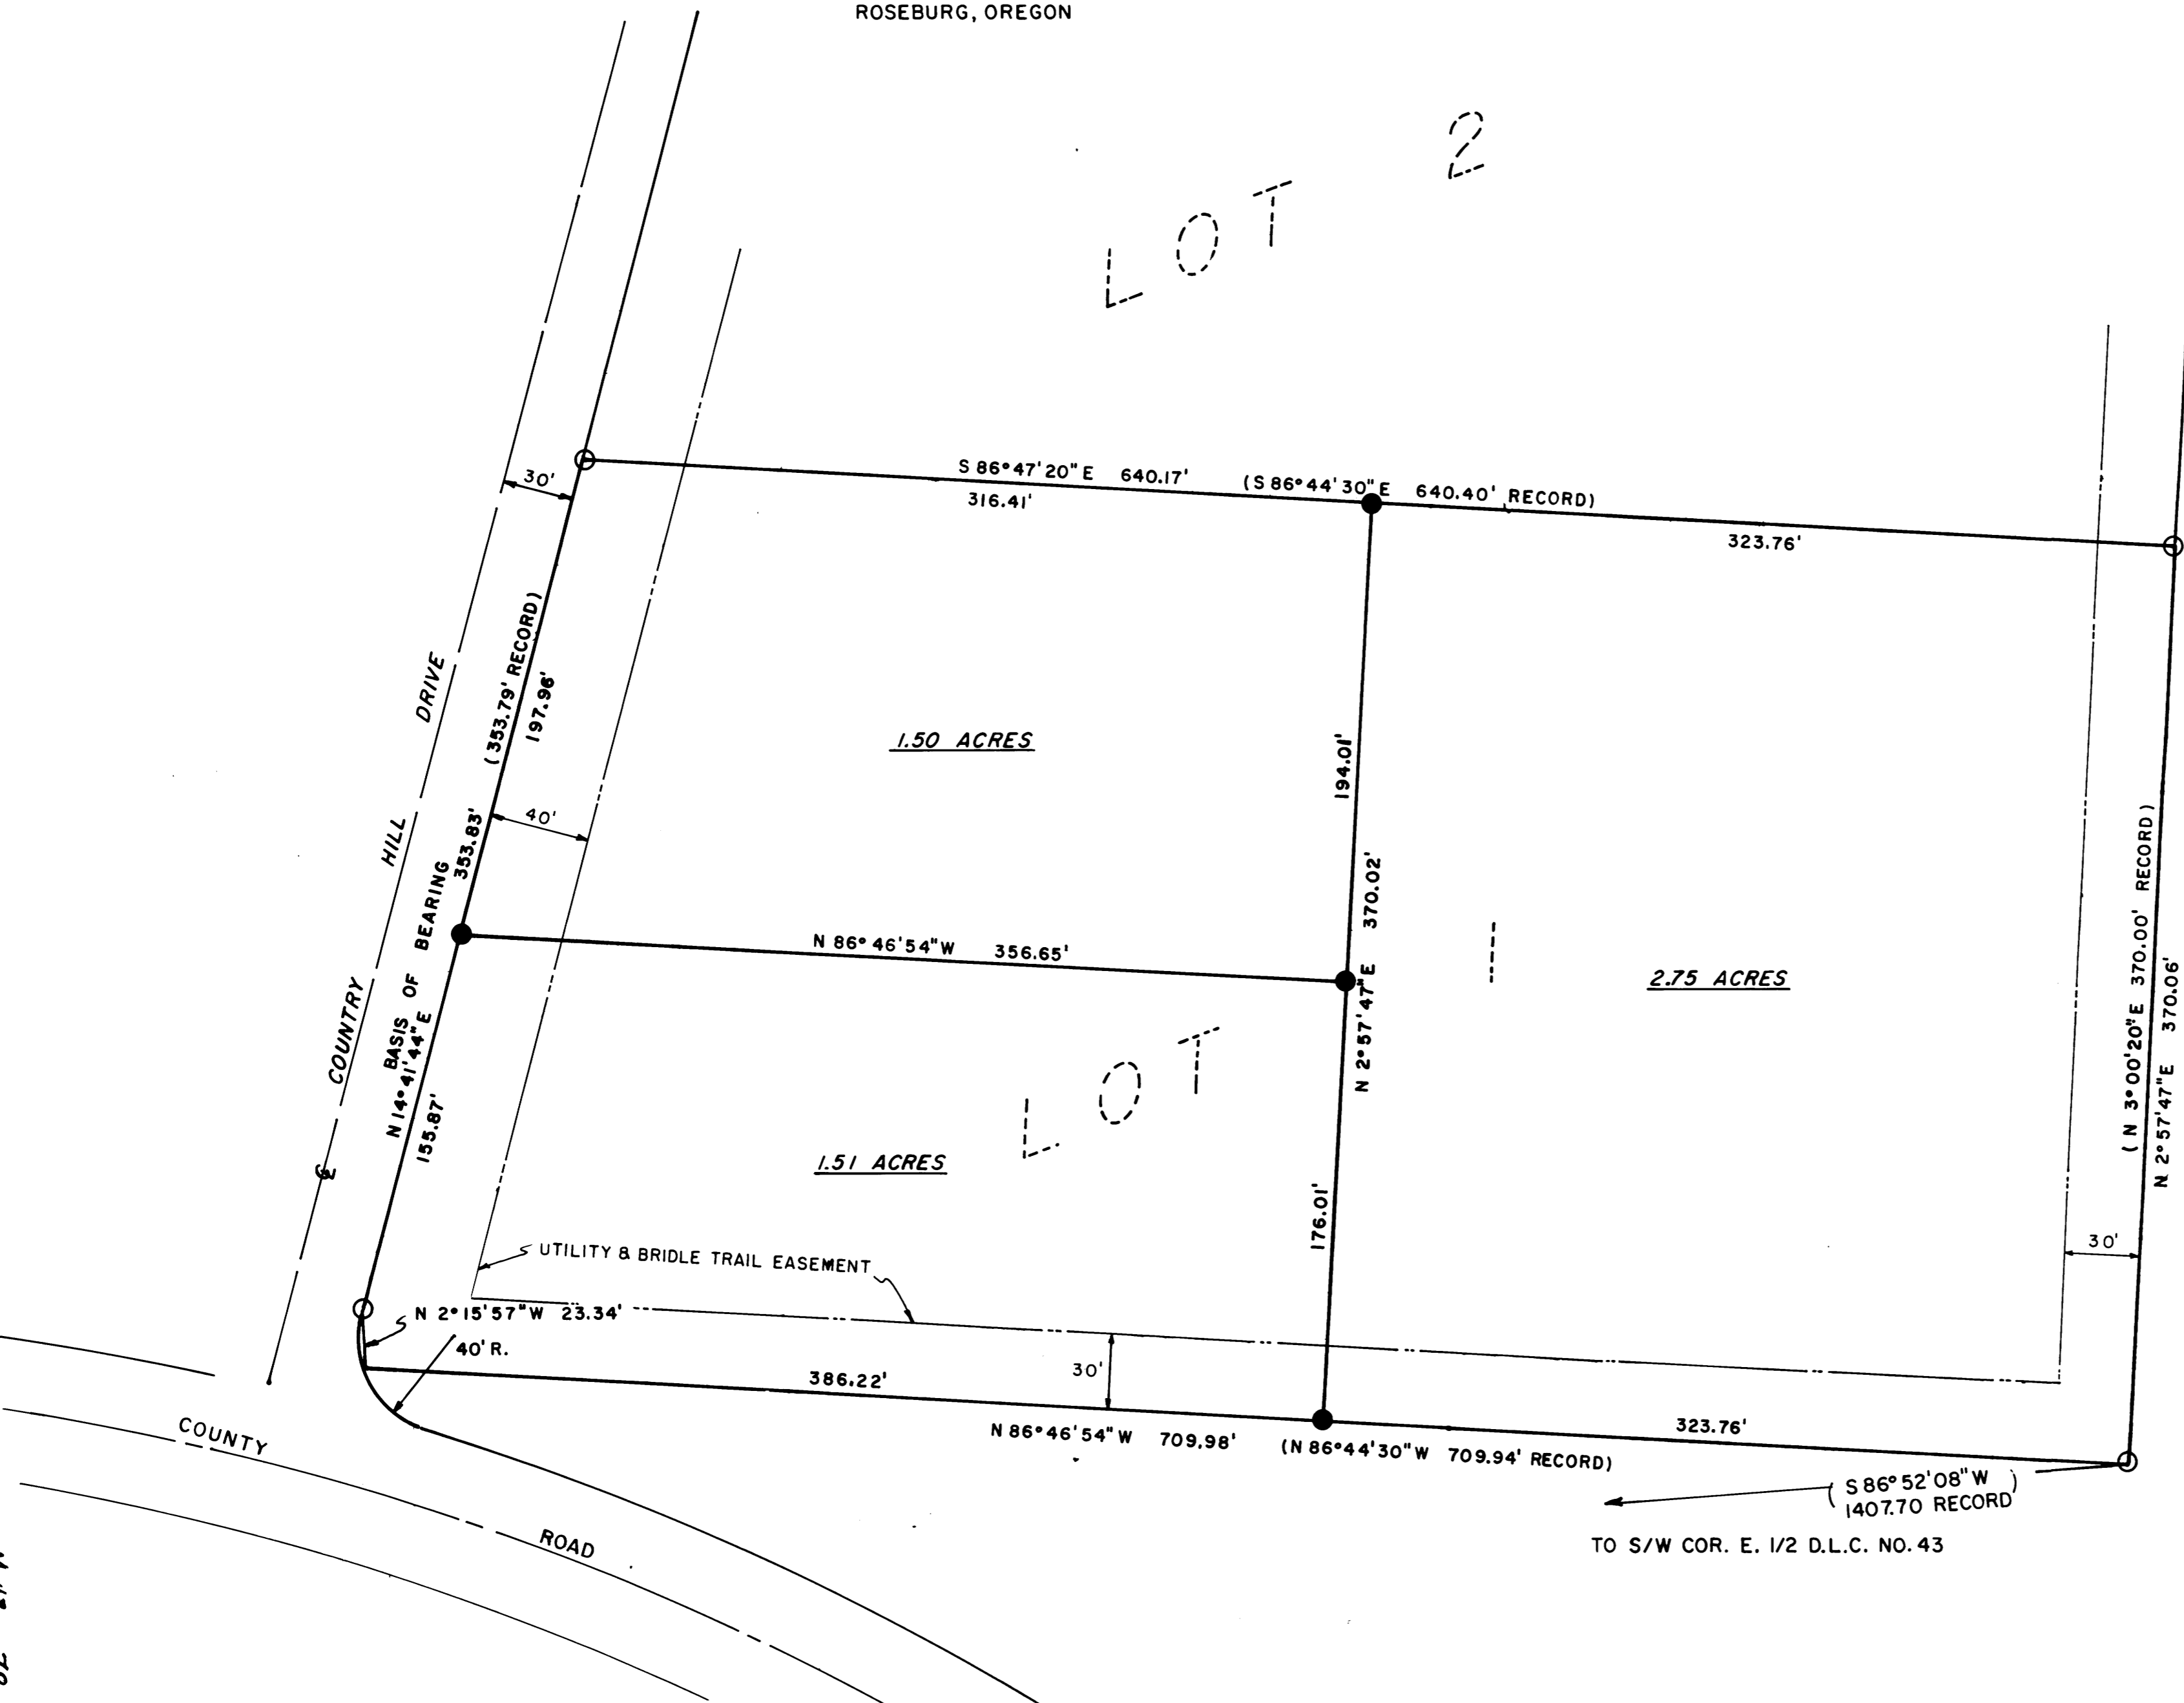 ROSEBURG, OREGON
LOT 2
30'
S 86°47'20" E 640.17' (S 86°44'30" E 640.40' RECORD)
316.41'
323.76'
(353.79' RECORD)
197.96'
COUNTRY HILL DRIVE
1.50 ACRES
194.01'
40'
353.83'
BASIS OF BEARING
N 14°41'44" E
N 86°46'54" W 356.65'
N 2°57'47" E 370.02'
2.75 ACRES
(N 3°00'20" E 370.00' RECORD)
N 2°57'47" E 370.06'
LOT 1
155.87'
℄
1.51 ACRES
176.01'
30'
UTILITY & BRIDLE TRAIL EASEMENT
N 2°15'57" W 23.34'
40' R.
386.22'
30'
323.76'
N 86°46'54" W 709.98' (N 86°44'30" W 709.94' RECORD)
(S 86°52'08" W
1407.70 RECORD)
TO S/W COR. E. 1/2 D.L.C. NO. 43
COUNTY ROAD